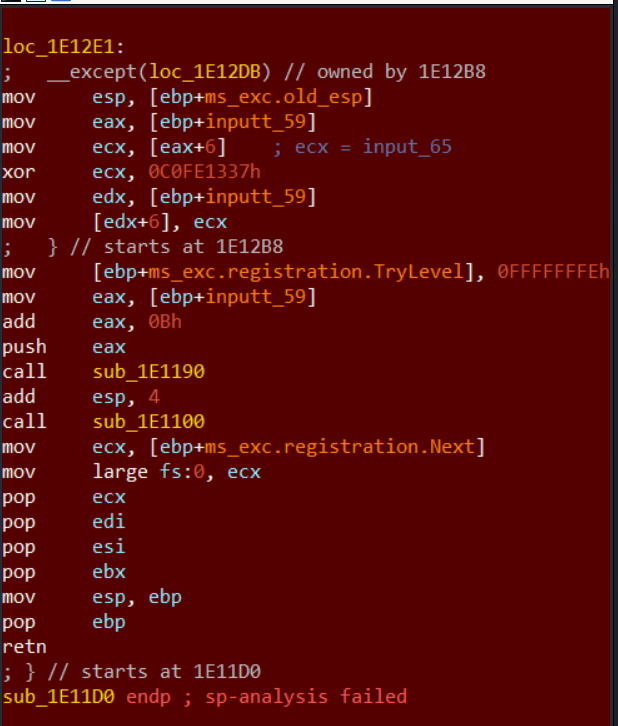 loc_1E12E1:
;   __except(loc_1E12DB) // owned by 1E12B8
mov     esp, [ebp+ms_exc.old_esp]
mov     eax, [ebp+inputt_59]
mov     ecx, [eax+6]    ; ecx = input_65
xor     ecx, 0C0FE1337h
mov     edx, [ebp+inputt_59]
mov     [edx+6], ecx
;   } // starts at 1E12B8
mov     [ebp+ms_exc.registration.TryLevel], 0FFFFFFFEh
mov     eax, [ebp+inputt_59]
add     eax, 0Bh
push    eax
call    sub_1E1190
add     esp, 4
call    sub_1E1100
mov     ecx, [ebp+ms_exc.registration.Next]
mov     large fs:0, ecx
pop     ecx
pop     edi
pop     esi
pop     ebx
mov     esp, ebp
pop     ebp
retn
; } // starts at 1E11D0
sub_1E11D0 endp ; sp-analysis failed